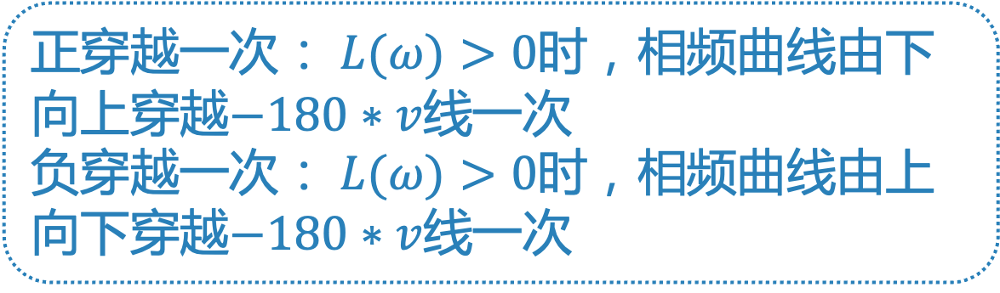 正穿越一次：L(ω) > 0时，相频曲线由下
向上穿越−180 ∗ v线一次
负穿越一次：L(ω) > 0时，相频曲线由上
向下穿越−180 ∗ v线一次